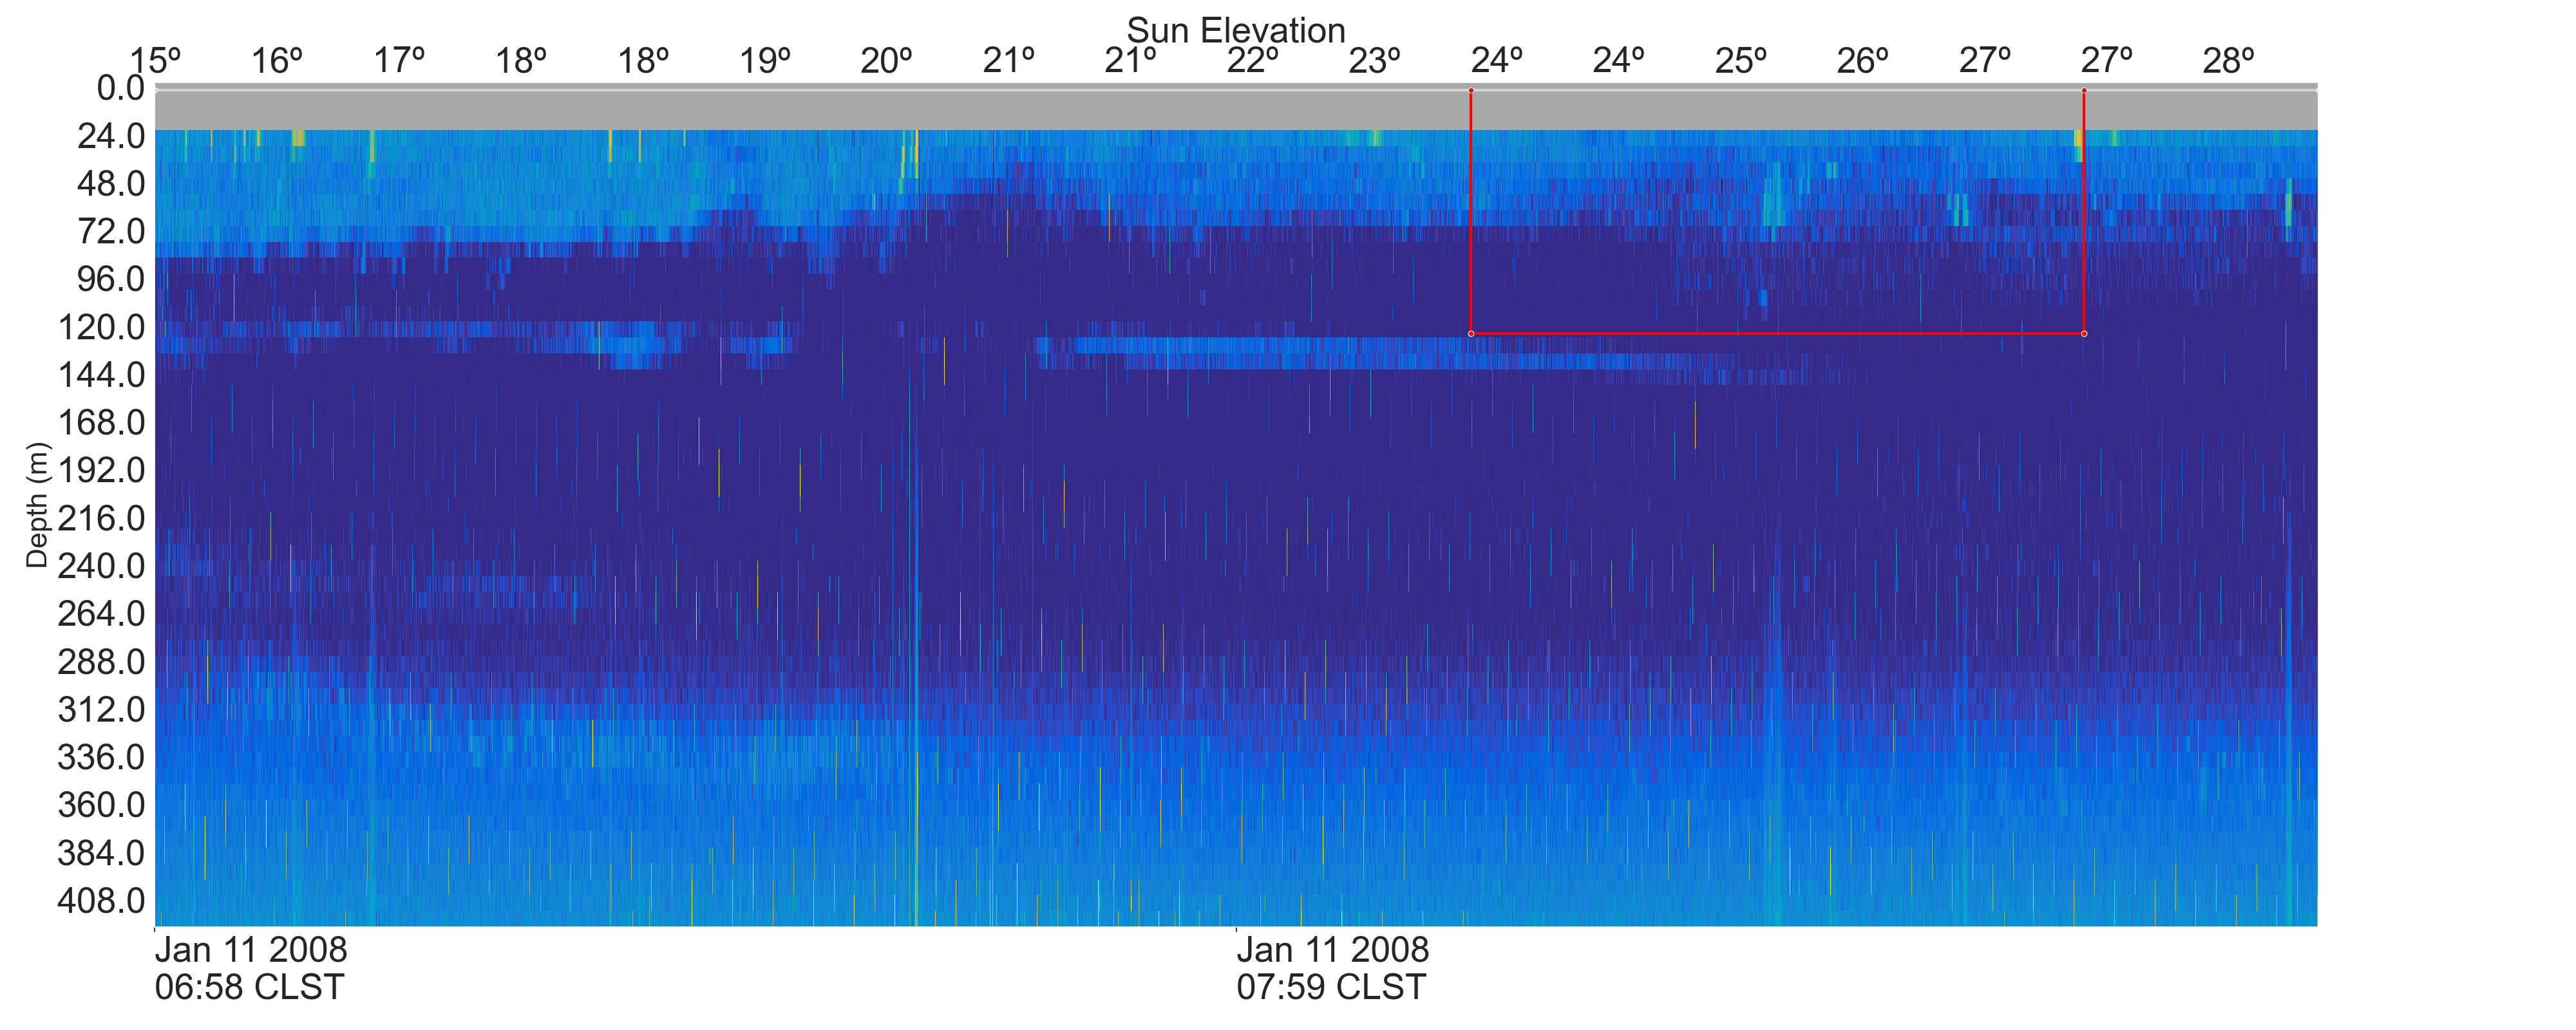 Sun Elevation
15º 16º 17º 18º 18º 19º 20º 21º 21º 22º 23º 24º 24º 25º 26º 27º 27º 28º
0.0
24.0
48.0
72.0
96.0
120.0
144.0
168.0
192.0
216.0
240.0
264.0
288.0
312.0
336.0
360.0
384.0
408.0
Depth (m)
Jan 11 2008
06:58 CLST
Jan 11 2008
07:59 CLST